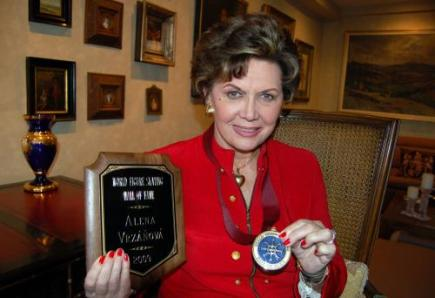 WORLD FIGURE SKATING
HALL OF FAME
ALENA
VRZÁŇOVÁ
2009